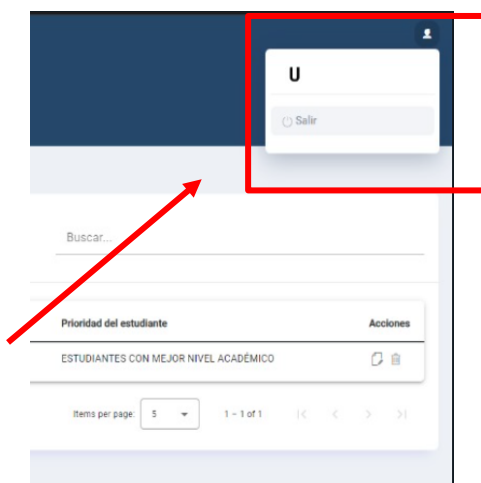 U
Salir
Buscar...
Prioridad del estudiante Acciones
ESTUDIANTES CON MEJOR NIVEL ACADÉMICO
Items per page: 5 1 – 1 of 1